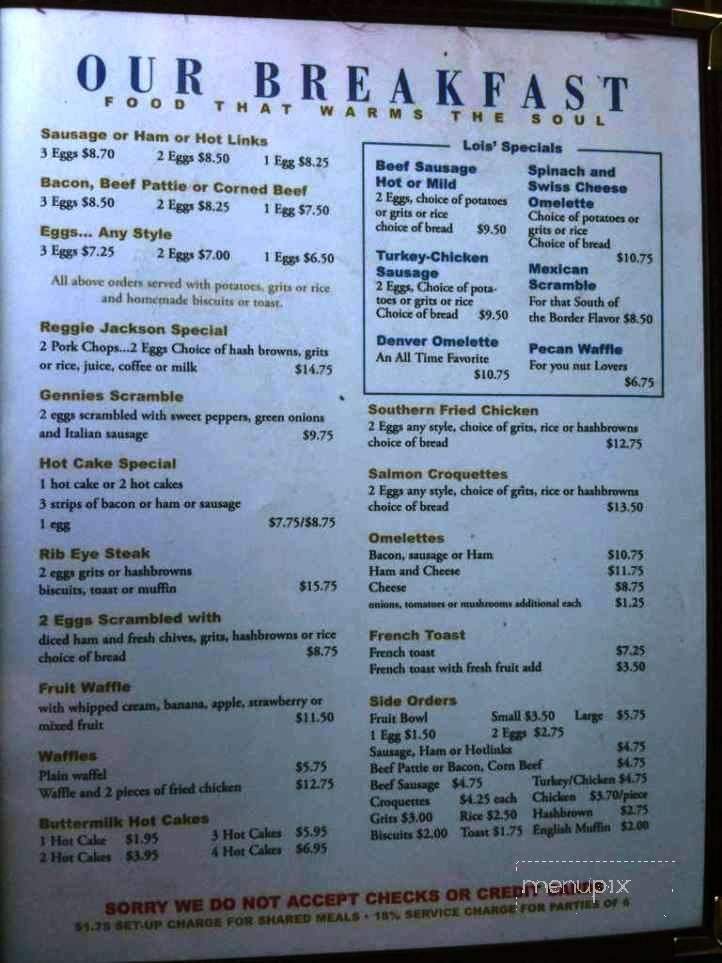 OUR BREAKFAST
FOOD THAT WARMS THE SOUL
Sausage or Ham or Hot Links
3 Eggs $8.70 2 Eggs $8.50 1 Egg $8.25
Bacon, Beef Pattie or Corned Beef
3 Eggs $8.50 2 Eggs $8.25 1 Egg $7.50
Eggs... Any Style
3 Eggs $7.25 2 Eggs $7.00 1 Eggs $6.50
All above orders served with potatoes, grits or rice
and homemade biscuits or toast.
Reggie Jackson Special
2 Pork Chops...2 Eggs Choice of hash browns, grits
or rice, juice, coffee or milk $14.75
Gennies Scramble
2 eggs scrambled with sweet peppers, green onions
and Italian sausage $9.75
Hot Cake Special
1 hot cake or 2 hot cakes
3 strips of bacon or ham or sausage
1 egg $7.75/$8.75
Rib Eye Steak
2 eggs grits or hashbrowns
biscuits, toast or muffin $15.75
2 Eggs Scrambled with
diced ham and fresh chives, grits, hashbrowns or rice
choice of bread $8.75
Fruit Waffle
with whipped cream, banana, apple, strawberry or
mixed fruit $11.50
Waffles
Plain waffel $5.75
Waffle and 2 pieces of fried chicken $12.75
Buttermilk Hot Cakes
1 Hot Cake $1.95 3 Hot Cakes $5.95
2 Hot Cakes $3.95 4 Hot Cakes $6.95
Lois' Specials
Beef Sausage
Hot or Mild
2 Eggs, choice of potatoes
or grits or rice
choice of bread $9.50
Turkey-Chicken
Sausage
2 Eggs, Choice of pota-
toes or grits or rice
Choice of bread $9.50
Denver Omelette
An All Time Favorite
$10.75
Spinach and
Swiss Cheese
Omelette
Choice of potatoes or
grits or rice
Choice of bread
$10.75
Mexican
Scramble
For that South of
the Border Flavor $8.50
Pecan Waffle
For you nut Lovers
$6.75
Southern Fried Chicken
2 Eggs any style, choice of grits, rice or hashbrowns
choice of bread $12.75
Salmon Croquettes
2 Eggs any style, choice of grits, rice or hashbrowns
choice of bread $13.50
Omelettes
Bacon, sausage or Ham $10.75
Ham and Cheese $11.75
Cheese $8.75
onions, tomatoes or mushrooms additional each $1.25
French Toast
French toast $7.25
French toast with fresh fruit add $3.50
Side Orders
Fruit Bowl Small $3.50 Large $5.75
1 Egg $1.50 2 Eggs $2.75
Sausage, Ham or Hotlinks $4.75
Beef Pattie or Bacon, Corn Beef $4.75
Beef Sausage $4.75 Turkey/Chicken $4.75
Croquettes $4.25 each Chicken $3.70/piece
Grits $3.00 Rice $2.50 Hashbrown $2.75
Biscuits $2.00 Toast $1.75 English Muffin $2.00
menupix
SORRY WE DO NOT ACCEPT CHECKS OR CREDIT
$1.75 SET-UP CHARGE FOR SHARED MEALS • 18% SERVICE CHARGE FOR PARTIES OF 6